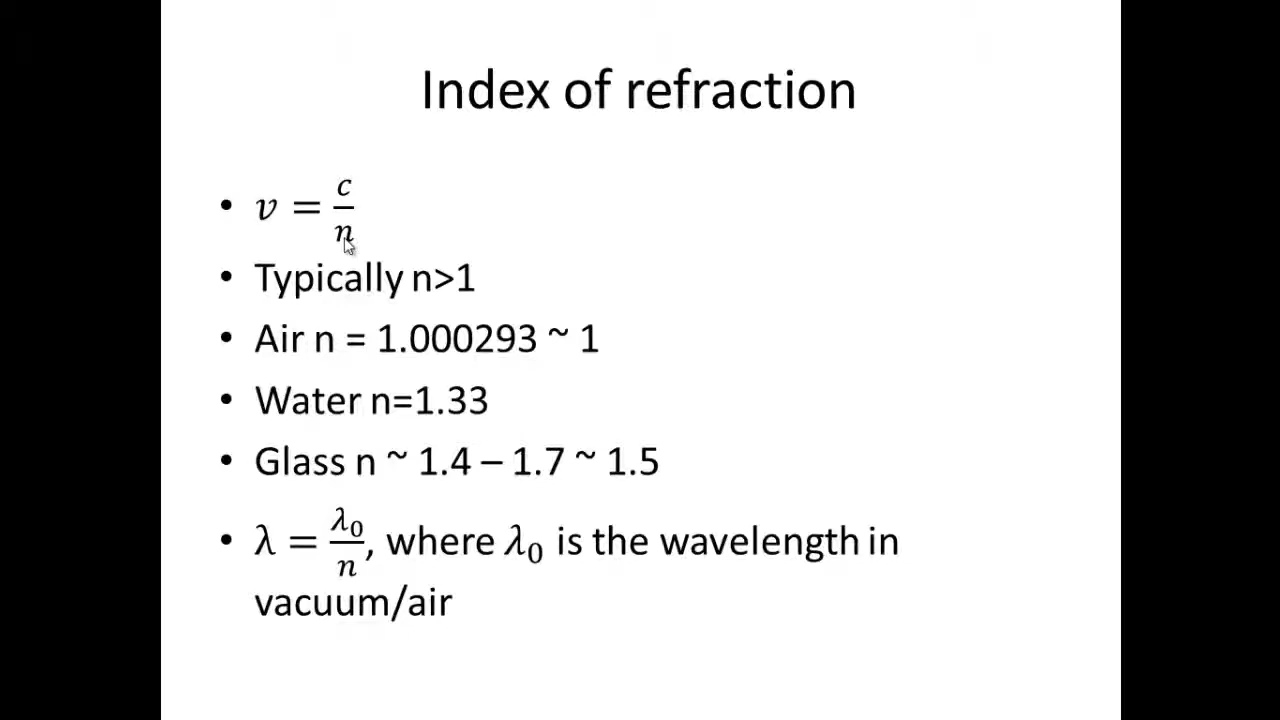 Index of refraction
• v = c/n
• Typically n>1
• Air n = 1.000293 ~ 1
• Water n=1.33
• Glass n ~ 1.4 – 1.7 ~ 1.5
• λ = λ₀/n, where λ₀ is the wavelength in
vacuum/air